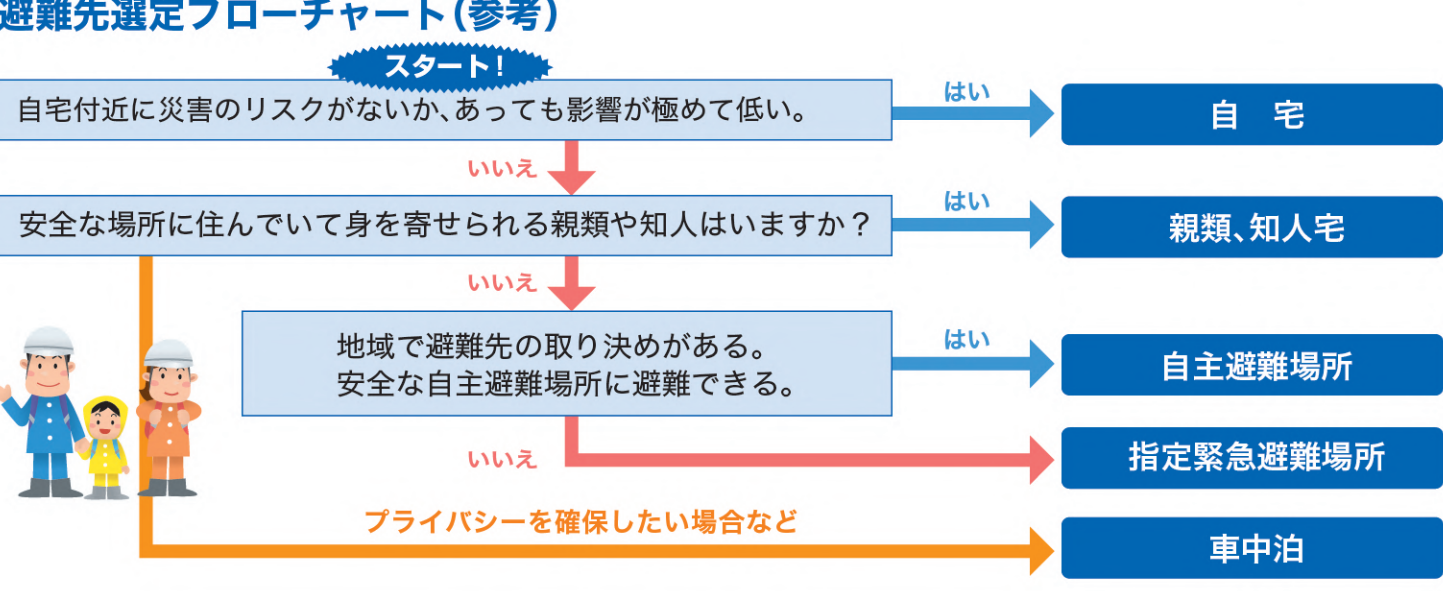 避難先選定フローチャート(参考)
スタート!
自宅付近に災害のリスクがないか、あっても影響が極めて低い。
はい
自 宅
いいえ
安全な場所に住んでいて身を寄せられる親類や知人はいますか?
はい
親類、知人宅
いいえ
地域で避難先の取り決めがある。
安全な自主避難場所に避難できる。
はい
自主避難場所
いいえ
指定緊急避難場所
プライバシーを確保したい場合など
車中泊